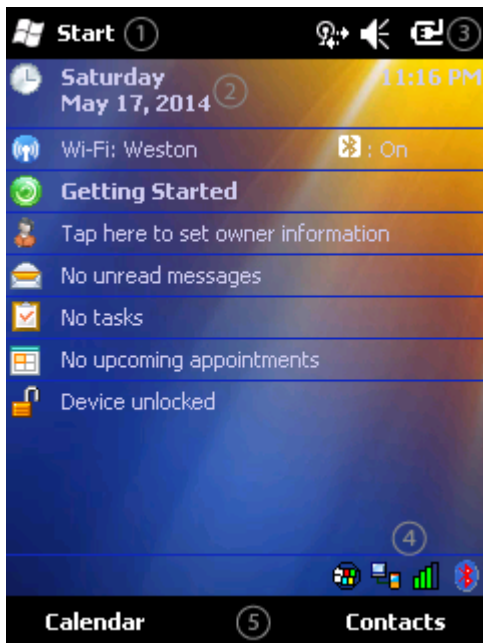 Start 1 3
Saturday
May 17, 2014 2
11:16 PM
Wi-Fi: Weston : On
Getting Started
Tap here to set owner information
No unread messages
No tasks
No upcoming appointments
Device unlocked
4
Calendar 5 Contacts